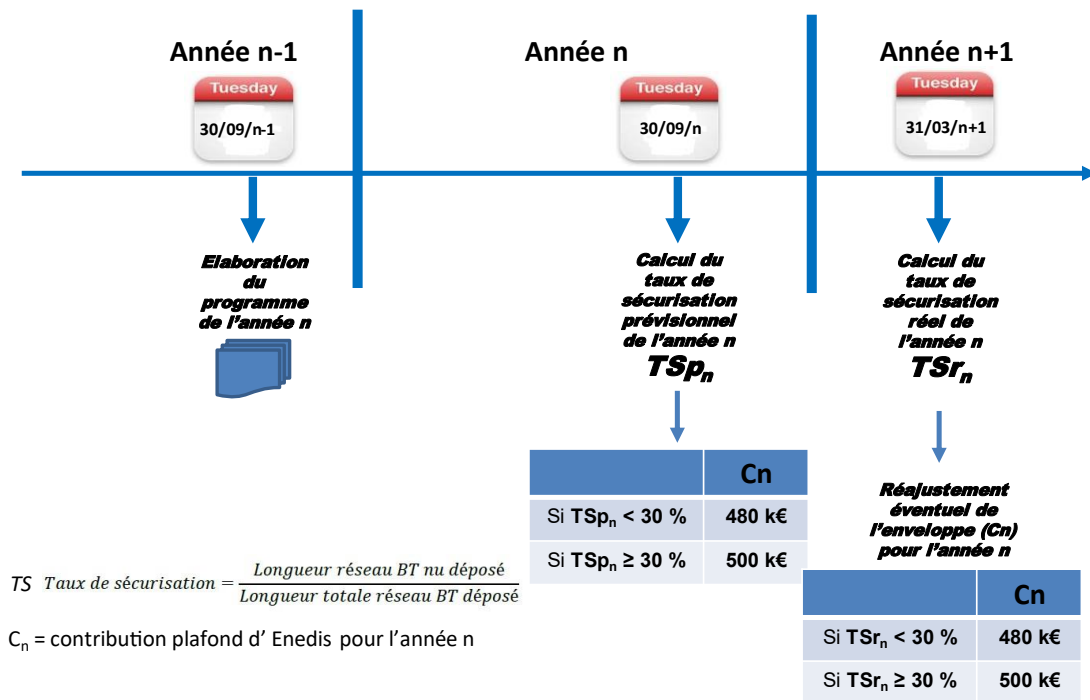 Année n-1
Année n
Année n+1
Tuesday
30/09/n-1
Tuesday
30/09/n
Tuesday
31/03/n+1
Elaboration
du
programme
de l'année n
Calcul du
taux de
sécurisation
prévisionnel
de l'année n
TSpₙ
Calcul du
taux de
sécurisation
réel de
l'année n
TSrₙ
Cn
Si TSpₙ < 30 % 480 k€
Si TSpₙ ≥ 30 % 500 k€
Réajustement
éventuel de
l'enveloppe (Cn)
pour l'année n
Cn
Si TSrₙ < 30 % 480 k€
Si TSrₙ ≥ 30 % 500 k€
TS Taux de sécurisation = Longueur réseau BT nu déposé
Longueur totale réseau BT déposé
Cₙ = contribution plafond d' Enedis pour l'année n